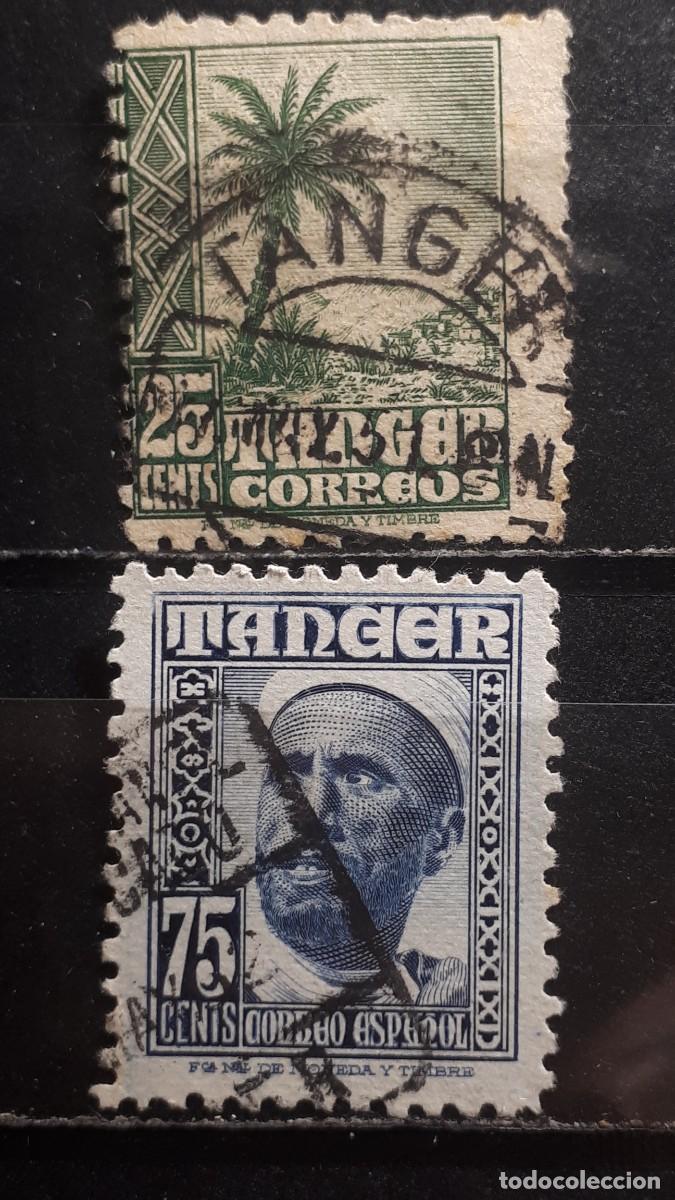 TANGER
25
CENTS
TANGER
CORREOS
Fca Nal DE MONEDA Y TIMBRE
TANGER
75
CENTS
CORREO ESPAÑOL
Fca Nal DE MONEDA Y TIMBRE
todocoleccion